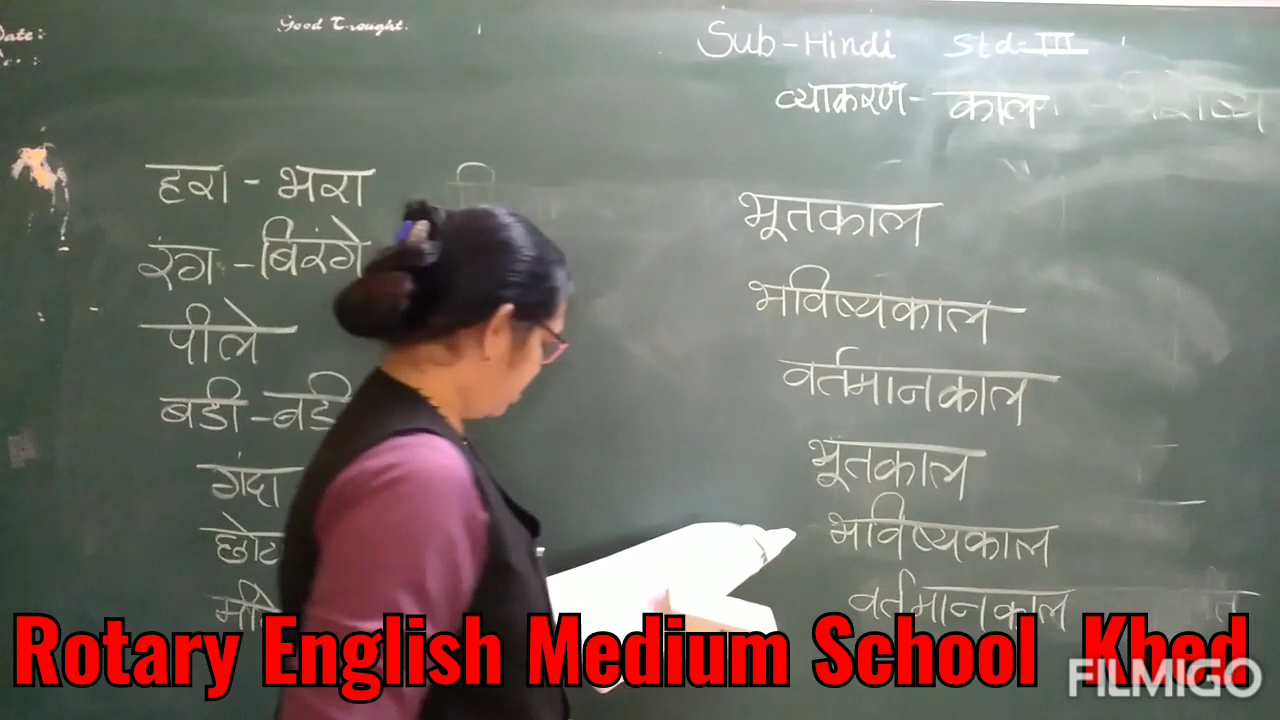 Date:
Good Thought.
Sub-Hindi Std-III
व्याकरण- काल
हरा - भरा
रंग - बिरंगे
पीले
बडी - बडी
गंदा
भूतकाल
भविष्यकाल
वर्तमानकाल
भूतकाल
भविष्यकाल
वर्तमानकाल
Rotary English Medium School Khed
FILMIGO